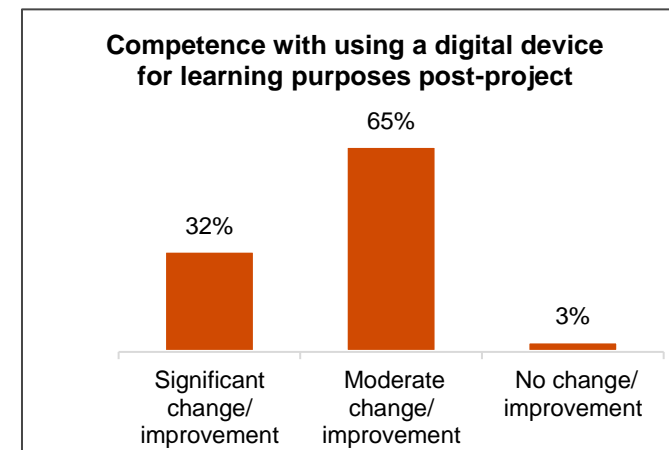 Competence with using a digital device
for learning purposes post-project
65%
32%
3%
Significant
change/
improvement
Moderate
change/
improvement
No change/
improvement